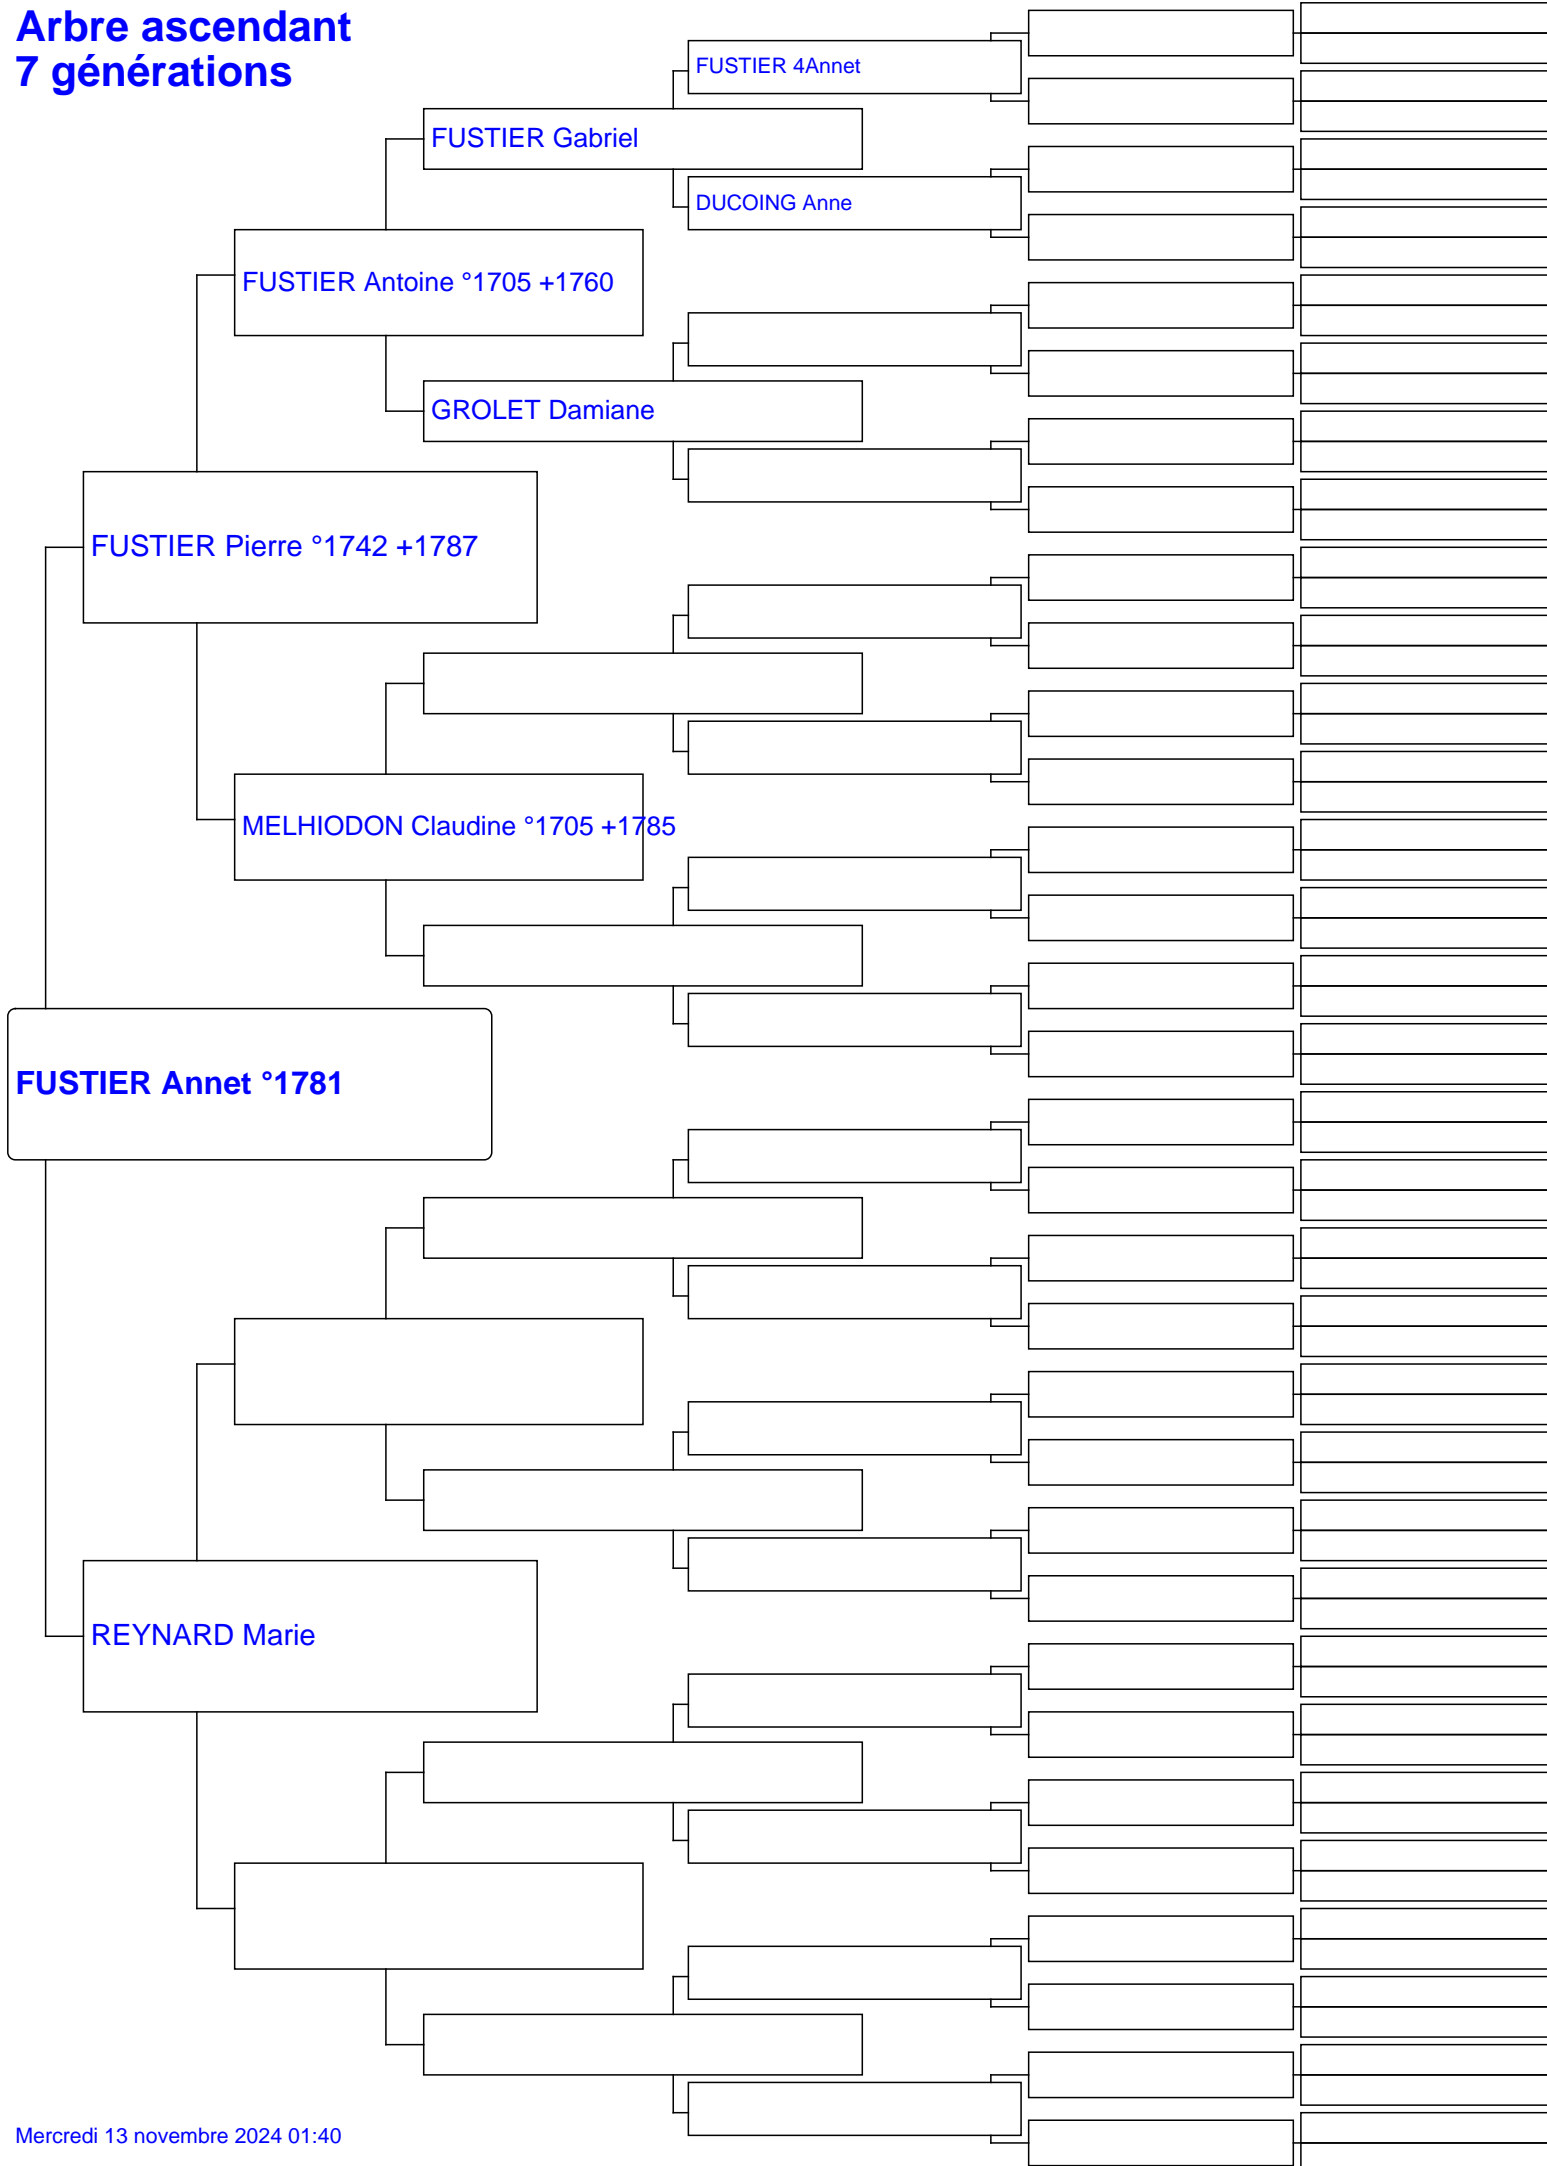 Arbre ascendant
7 générations
FUSTIER 4Annet
FUSTIER Gabriel
DUCOING Anne
FUSTIER Antoine °1705 +1760
GROLET Damiane
FUSTIER Pierre °1742 +1787
MELHIODON Claudine °1705 +1785
FUSTIER Annet °1781
REYNARD Marie
Mercredi 13 novembre 2024 01:40